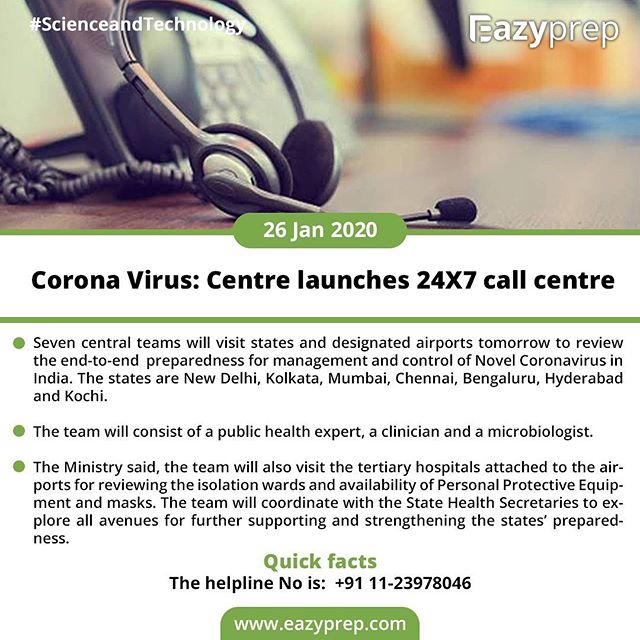 #ScienceandTechnology
Eazyprep
26 Jan 2020
Corona Virus: Centre launches 24X7 call centre
Seven central teams will visit states and designated airports tomorrow to review
the end-to-end preparedness for management and control of Novel Coronavirus in
India. The states are New Delhi, Kolkata, Mumbai, Chennai, Bengaluru, Hyderabad
and Kochi.
The team will consist of a public health expert, a clinician and a microbiologist.
The Ministry said, the team will also visit the tertiary hospitals attached to the air-
ports for reviewing the isolation wards and availability of Personal Protective Equip-
ment and masks. The team will coordinate with the State Health Secretaries to ex-
plore all avenues for further supporting and strengthening the states’ prepared-
ness.
Quick facts
The helpline No is: +91 11-23978046
www.eazyprep.com